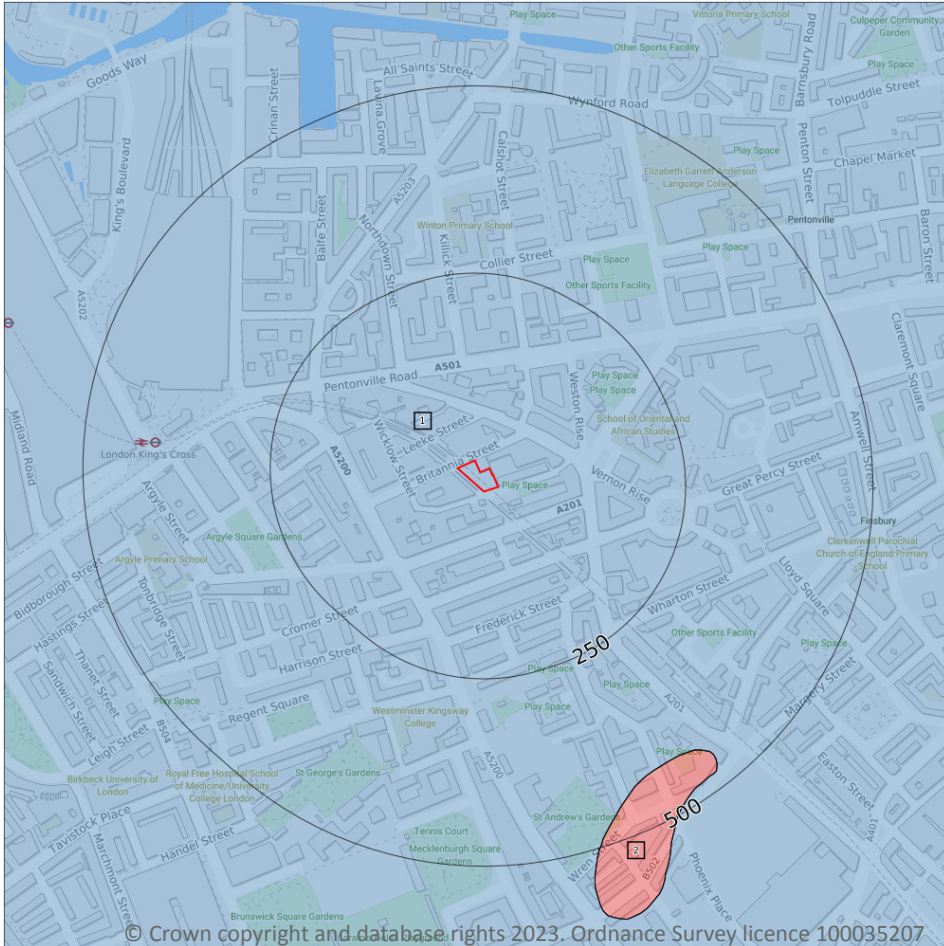 Play Space
Vittoria Primary School
Culpeper Community
Garden
Play Space
Other Sports Facility
Barnsbury Road
Goods Way
All Saints Street
Crinan Street
Lavina Grove
Wynford Road
Tolpuddle Street
King's Boulevard
Calshot Street
Penton Street
Play Space
Chapel Market
Elizabeth Garrett Anderson
Language College
A5203
Balfe Street
Northdown Street
Killick Street
Winton Primary School
Pentonville
Baron Street
Play Space
Collier Street
Play Space
Other Sports Facility
A5202
Claremont Square
A501
Pentonville Road
Play Space
Play Space
Weston Rise
1
Midland Road
London King's Cross
Leeke Street
School of Oriental and
African Studies
Amwell Street
Wicklow Street
A5200
Britannia Street
Great Percy Street
Vernon Rise
Play Space
Argyle Street
A201
Finsbury
Argyle Square Gardens
Clerkenwell Parochial
Church of England Primary
School
Argyle Primary School
Lloyd Square
Bidborough Street
Tonbridge Street
Wharton Street
Hastings Street
Cromer Street
Frederick Street
Other Sports Facility
Play Space
Harrison Street
250
Thanet Street
Sandwich Street
Play Space
Play Space
Margery Street
Play Space
Regent Square
Play Space
A201
Westminster Kingsway
College
B504
Leigh Street
Play Space
A5200
Easton Street
Birkbeck University of
London
Royal Free Hospital School
of Medicine/University
College London
St George's Gardens
500
St Andrew's Gardens
A401
Tavistock Place
Handel Street
Tennis Court
Mecklenburgh Square
Gardens
Wren Street
2
B502
Phoenix Place
Marchmont Street
Brunswick Square Gardens
© Crown copyright and database rights 2023. Ordnance Survey licence 100035207